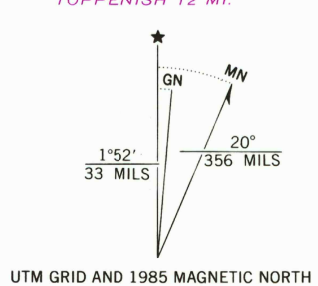 TOPPENISH 12 MI.
GN
MN
1°52'
33 MILS
20°
356 MILS
UTM GRID AND 1985 MAGNETIC NORTH